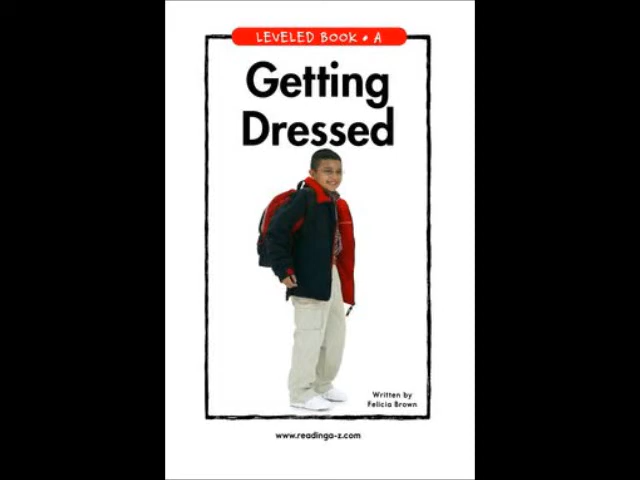 LEVELED BOOK • A
Getting
Dressed
Written by
Felicia Brown
www.readinga-z.com